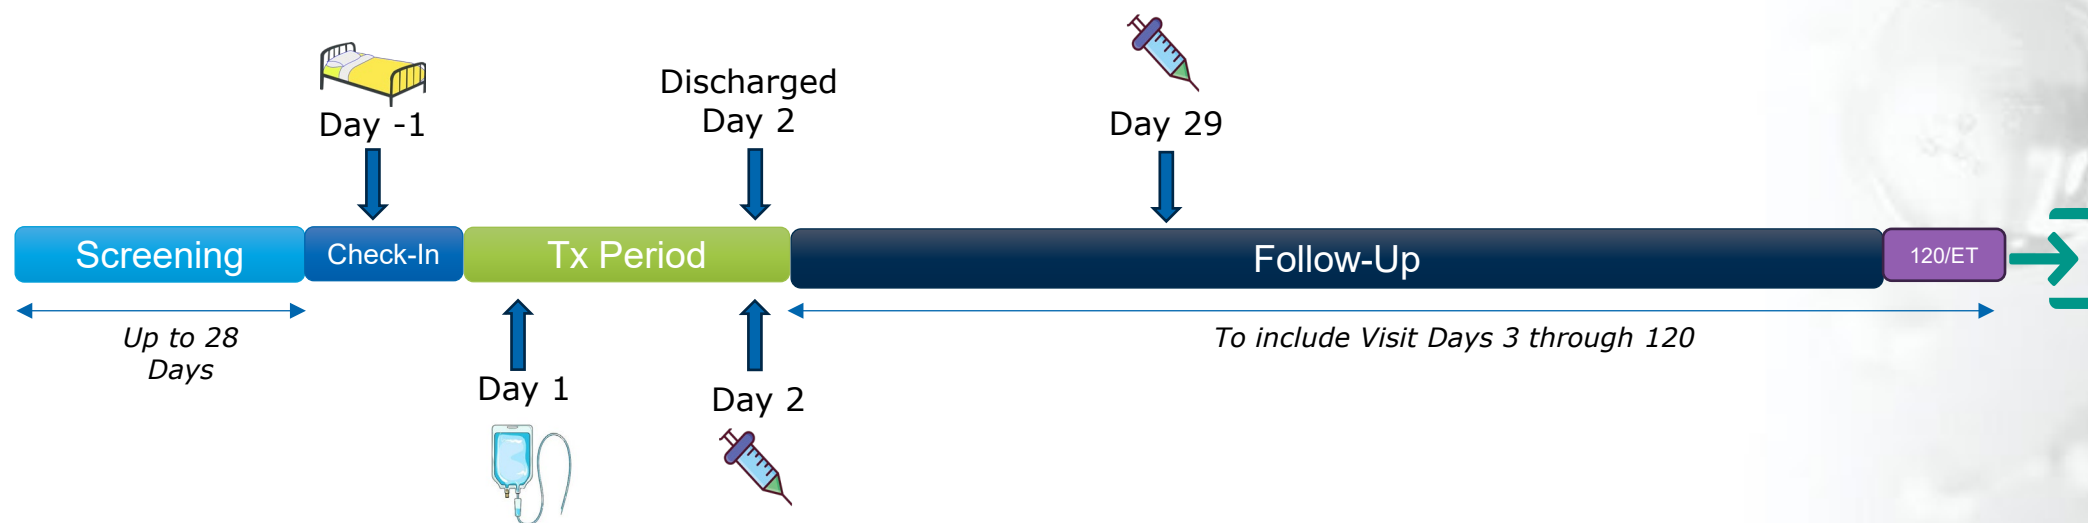 Discharged
Day -1
Day 2
Day 29
Screening
Check-In
Tx Period
Follow-Up
120/ET
Up to 28
Days
To include Visit Days 3 through 120
Day 1
Day 2